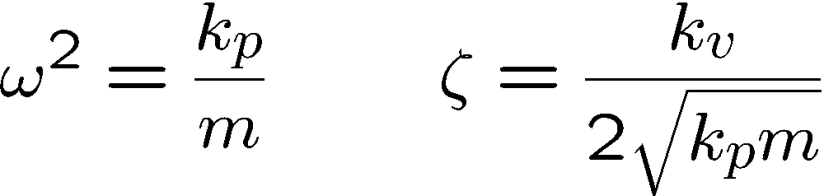 ω² = k_p/m    ζ = k_v/(2√(k_p m))